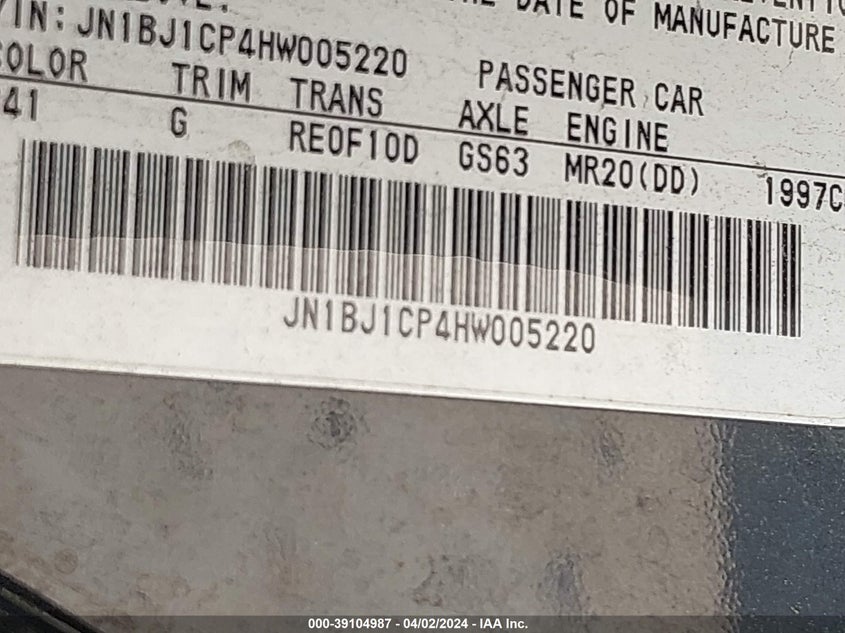 THE DATE OF MANUFACTURE
VIN: JN1BJ1CP4HW005220
PASSENGER CAR
COLOR TRIM TRANS AXLE ENGINE
41 G RE0F10D GS63 MR20(DD) 1997C
JN1BJ1CP4HW005220
000-39104987 - 04/02/2024 - IAA Inc.